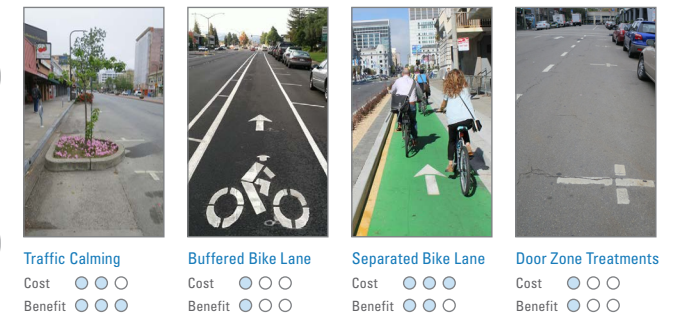 Traffic Calming
Cost
Benefit
Buffered Bike Lane
Cost
Benefit
Separated Bike Lane
Cost
Benefit
Door Zone Treatments
Cost
Benefit